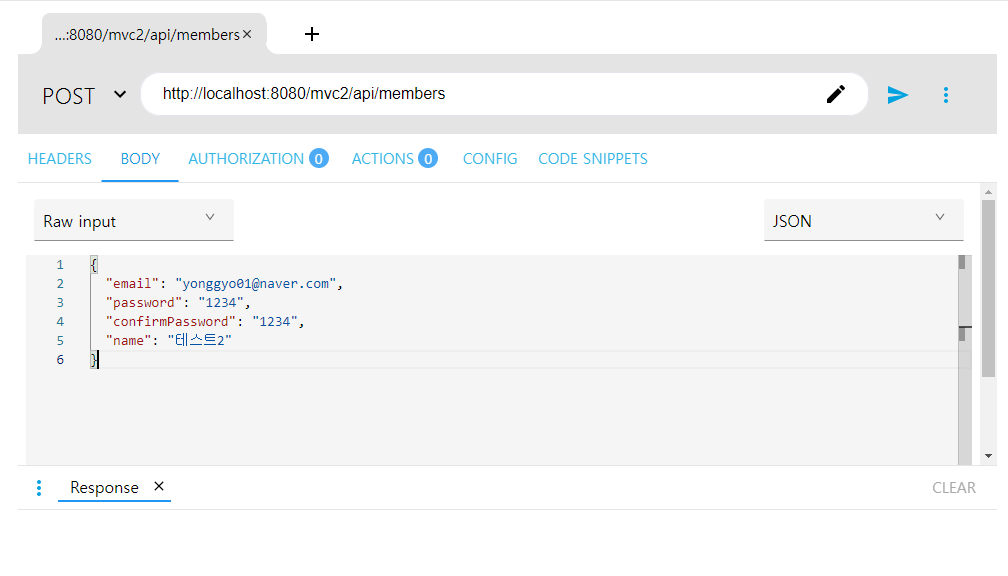 ...:8080/mvc2/api/members× +
POST http://localhost:8080/mvc2/api/members
HEADERS BODY AUTHORIZATION 0 ACTIONS 0 CONFIG CODE SNIPPETS
Raw input JSON
1 {
2 "email": "yonggyo01@naver.com",
3 "password": "1234",
4 "confirmPassword": "1234",
5 "name": "테스트2"
6 }
Response × CLEAR